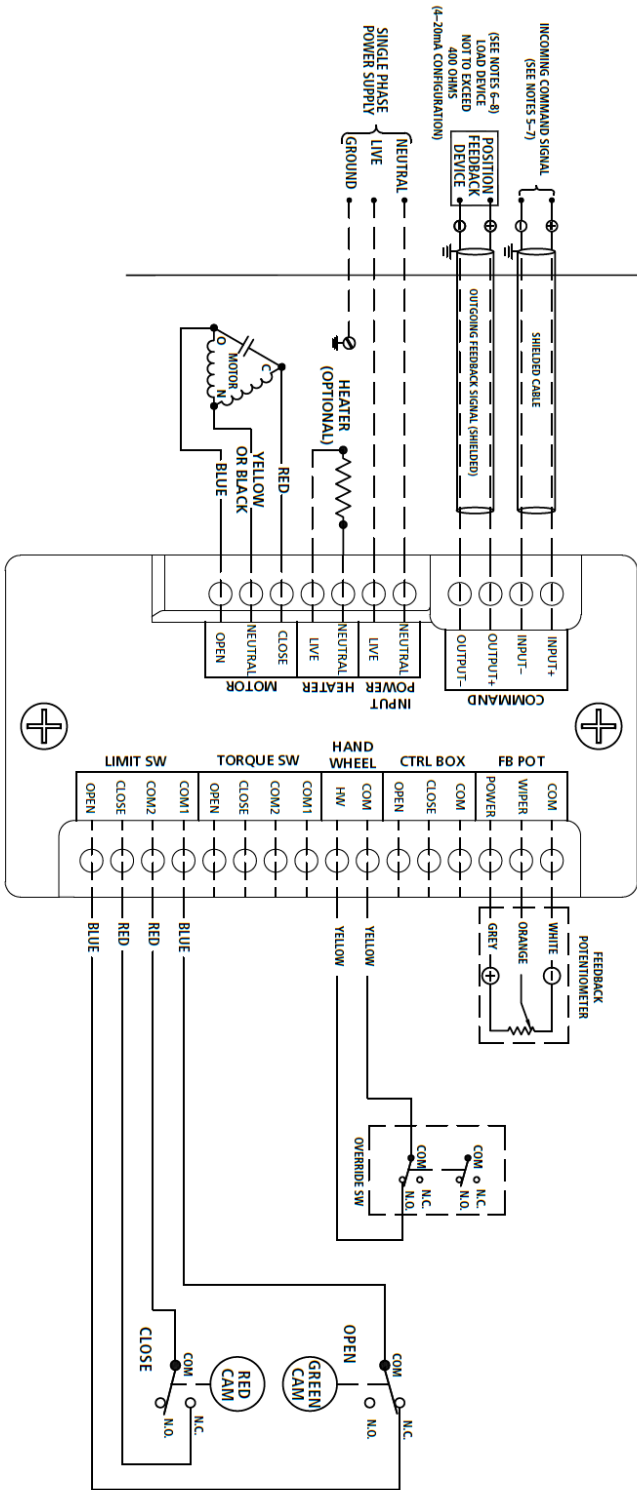 INCOMING COMMAND SIGNAL
(SEE NOTES 5–7)
(SEE NOTES 6–8)
LOAD DEVICE
NOT TO EXCEED
400 OHMS
(4–20mA CONFIGURATION)
POSITION
FEEDBACK
DEVICE
SINGLE PHASE
POWER SUPPLY
NEUTRAL
LIVE
GROUND
SHIELDED CABLE
OUTGOING FEEDBACK SIGNAL (SHIELDED)
HEATER
(OPTIONAL)
MOTOR
O
C
N
RED
YELLOW
OR BLACK
BLUE
INPUT+
INPUT–
OUTPUT+
OUTPUT–
COMMAND
NEUTRAL
LIVE
INPUT
POWER
NEUTRAL
LIVE
HEATER
CLOSE
NEUTRAL
OPEN
MOTOR
LIMIT SW
TORQUE SW
HAND
WHEEL
CTRL BOX
FB POT
OPEN
CLOSE
COM2
COM1
OPEN
CLOSE
COM2
COM1
HW
COM
OPEN
CLOSE
COM
POWER
WIPER
COM
BLUE
RED
RED
BLUE
YELLOW
YELLOW
GREY
ORANGE
WHITE
FEEDBACK
POTENTIOMETER
OVERRIDE SW
COM
N.O.
N.C.
COM
N.O.
N.C.
CLOSE
COM
RED
CAM
N.O.
N.C.
OPEN
COM
GREEN
CAM
N.O.
N.C.